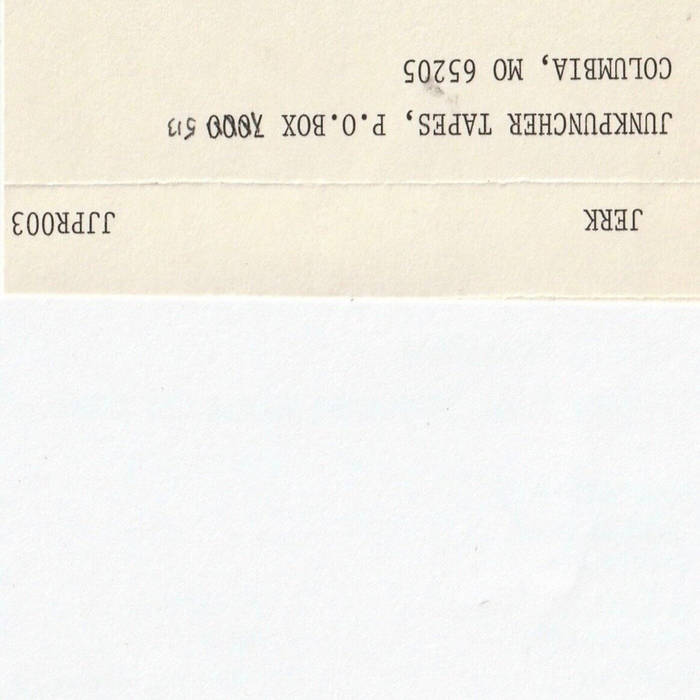 JERK JJPR003
JUNKPUNCHER TAPES, P.O.BOX 7000 513
COLUMBIA, MO 65205